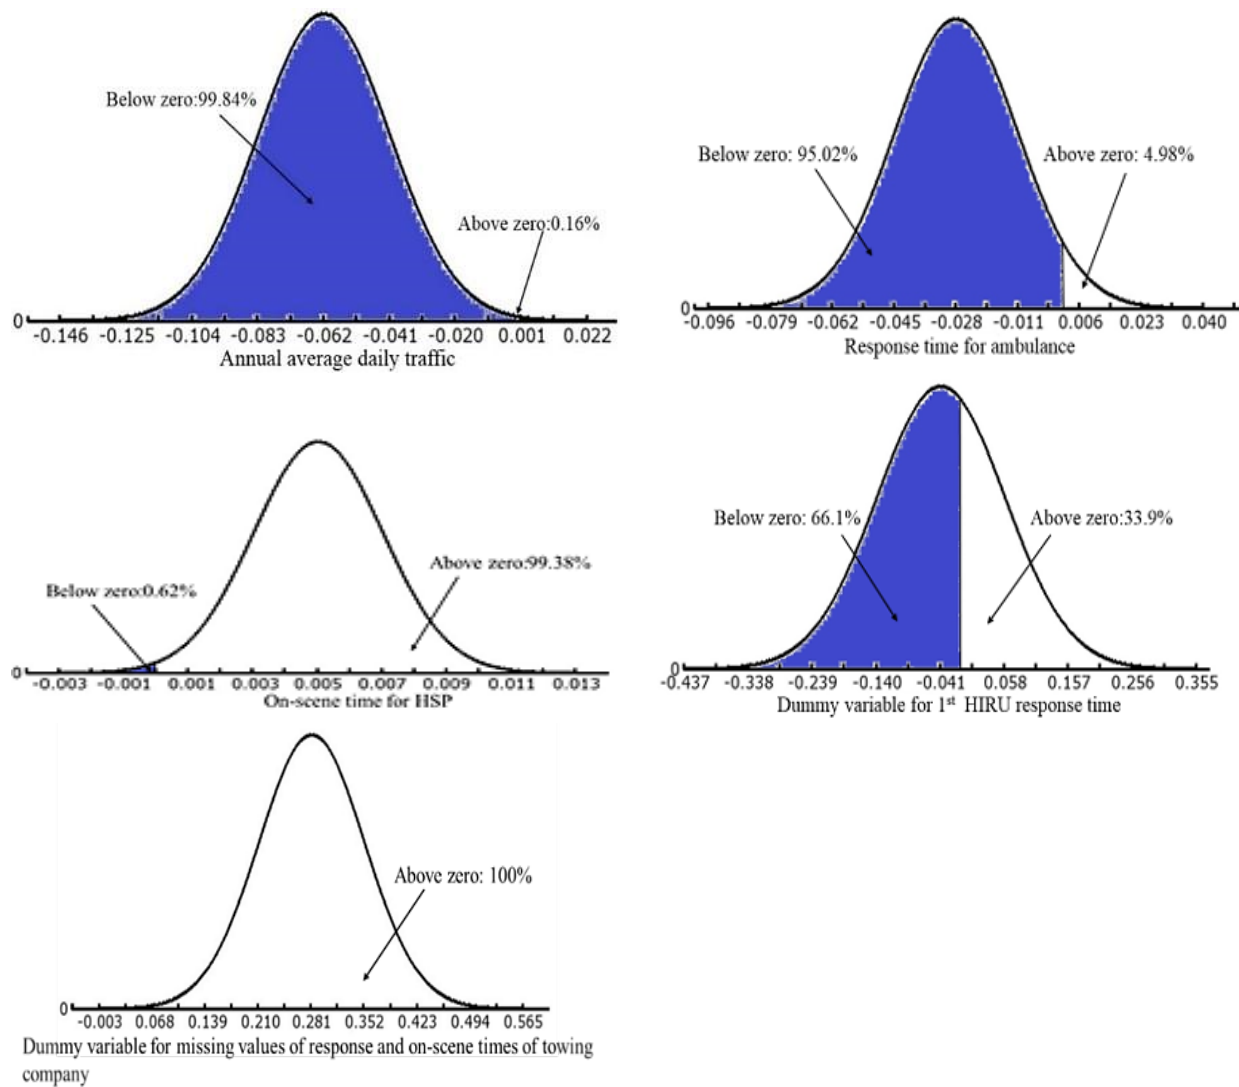 Below zero:99.84%
Above zero:0.16%
0
-0.146 -0.125 -0.104 -0.083 -0.062 -0.041 -0.020 0.001 0.022
Annual average daily traffic
Below zero: 95.02%
Above zero: 4.98%
0
-0.096 -0.079 -0.062 -0.045 -0.028 -0.011 0.006 0.023 0.040
Response time for ambulance
Above zero:99.38%
Below zero:0.62%
0
-0.003 -0.001 0.001 0.003 0.005 0.007 0.009 0.011 0.013
On-scene time for HSP
Below zero: 66.1%
Above zero:33.9%
0
-0.437 -0.338 -0.239 -0.140 -0.041 0.058 0.157 0.256 0.355
Dummy variable for 1st HIRU response time
Above zero: 100%
0
-0.003 0.068 0.139 0.210 0.281 0.352 0.423 0.494 0.565
Dummy variable for missing values of response and on-scene times of towing
company